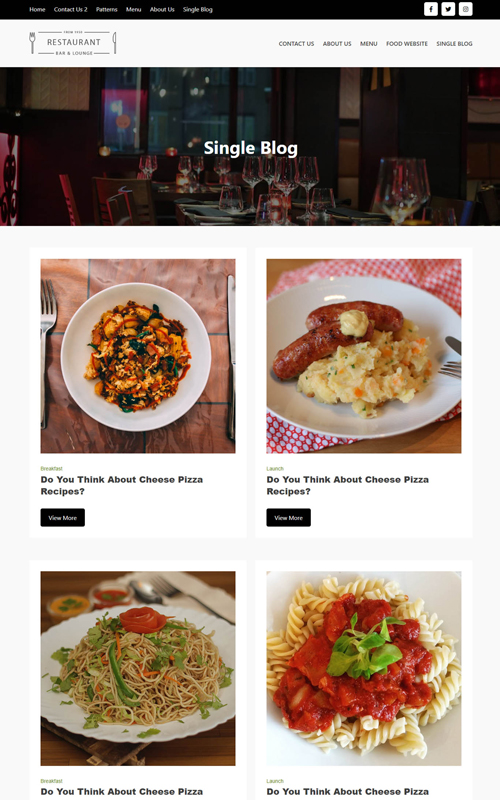 Home Contact Us 2 Patterns Menu About Us Single Blog
RESTAURANT
BAR & LOUNGE
CONTACT US ABOUT US MENU FOOD WEBSITE SINGLE BLOG
Single Blog
Breakfast
Do You Think About Cheese Pizza
Recipes?
View More
Launch
Do You Think About Cheese Pizza
Recipes?
View More
Breakfast
Do You Think About Cheese Pizza
Launch
Do You Think About Cheese Pizza